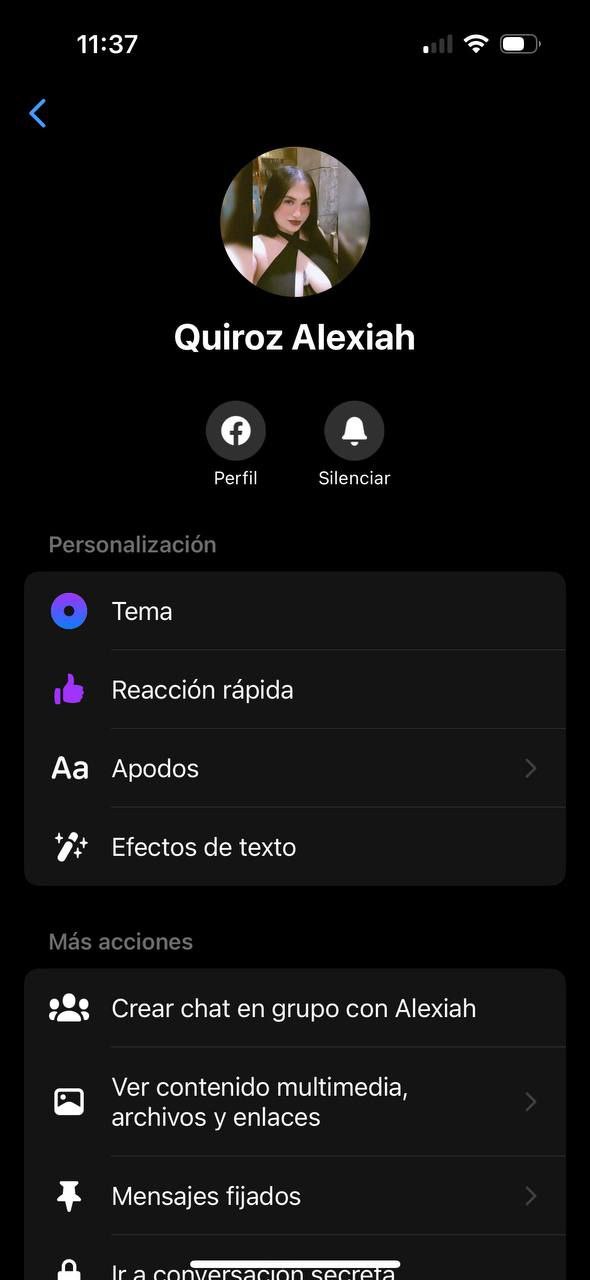 11:37
Quiroz Alexiah
Perfil
Silenciar
Personalización
Tema
Reacción rápida
Aa
Apodos
Efectos de texto
Más acciones
Crear chat en grupo con Alexiah
Ver contenido multimedia,
archivos y enlaces
Mensajes fijados
Ir a conversación secreta